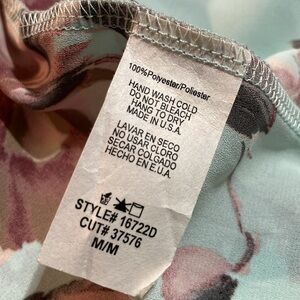 100%Polyester/Poliester
HAND WASH COLD
DO NOT BLEACH
HANG TO DRY
MADE IN U.S.A.
LAVAR EN SECO
NO USAR CLORO
SECAR COLGADO
HECHO EN E.U.A.
STYLE# 16722D
CUT# 37576
M/M